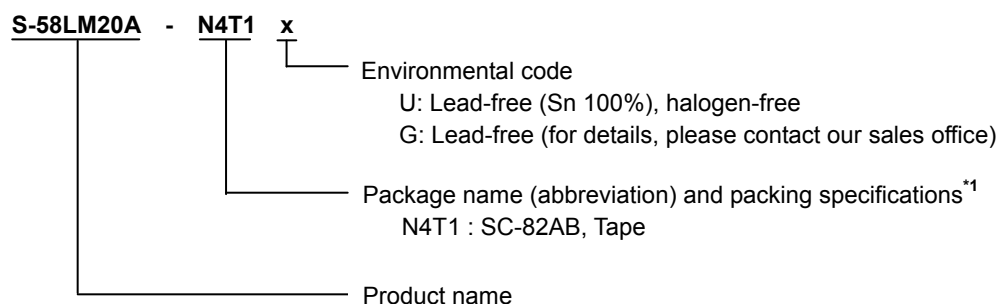 S-58LM20A - N4T1 x
Environmental code
U: Lead-free (Sn 100%), halogen-free
G: Lead-free (for details, please contact our sales office)
Package name (abbreviation) and packing specifications*1
N4T1 : SC-82AB, Tape
Product name